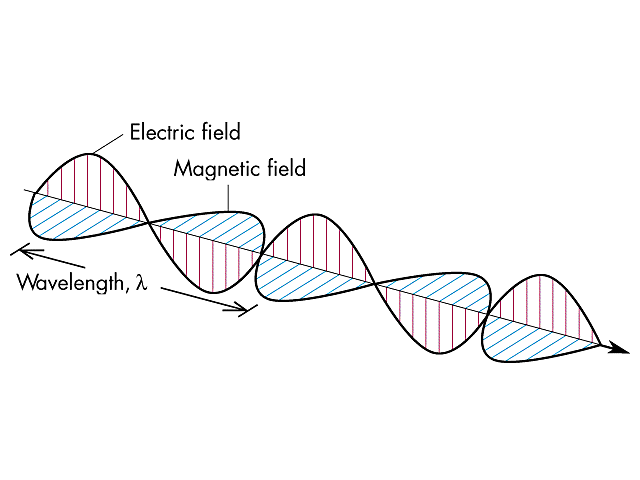 Electric field
Magnetic field
Wavelength, λ